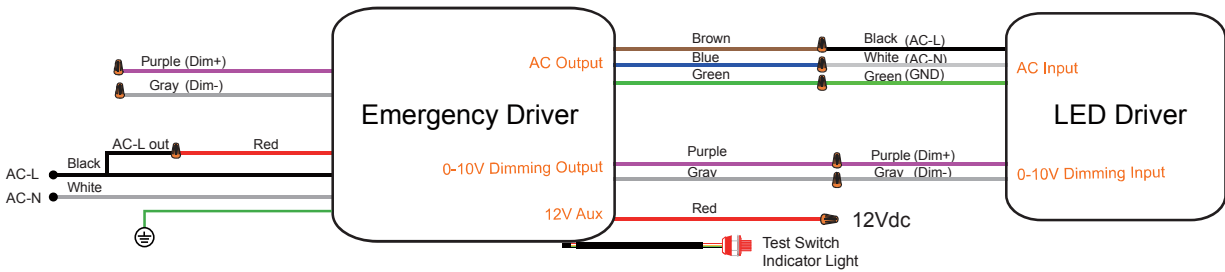 Purple (Dim+)
Gray (Dim-)
AC-L out
Red
Black
AC-L
White
AC-N
Emergency Driver
AC Output
0-10V Dimming Output
12V Aux
Brown
Blue
Green
Black (AC-L)
White (AC-N)
Green (GND)
Purple
Gray
Purple (Dim+)
Gray (Dim-)
Red
12Vdc
Test Switch
Indicator Light
AC Input
LED Driver
0-10V Dimming Input